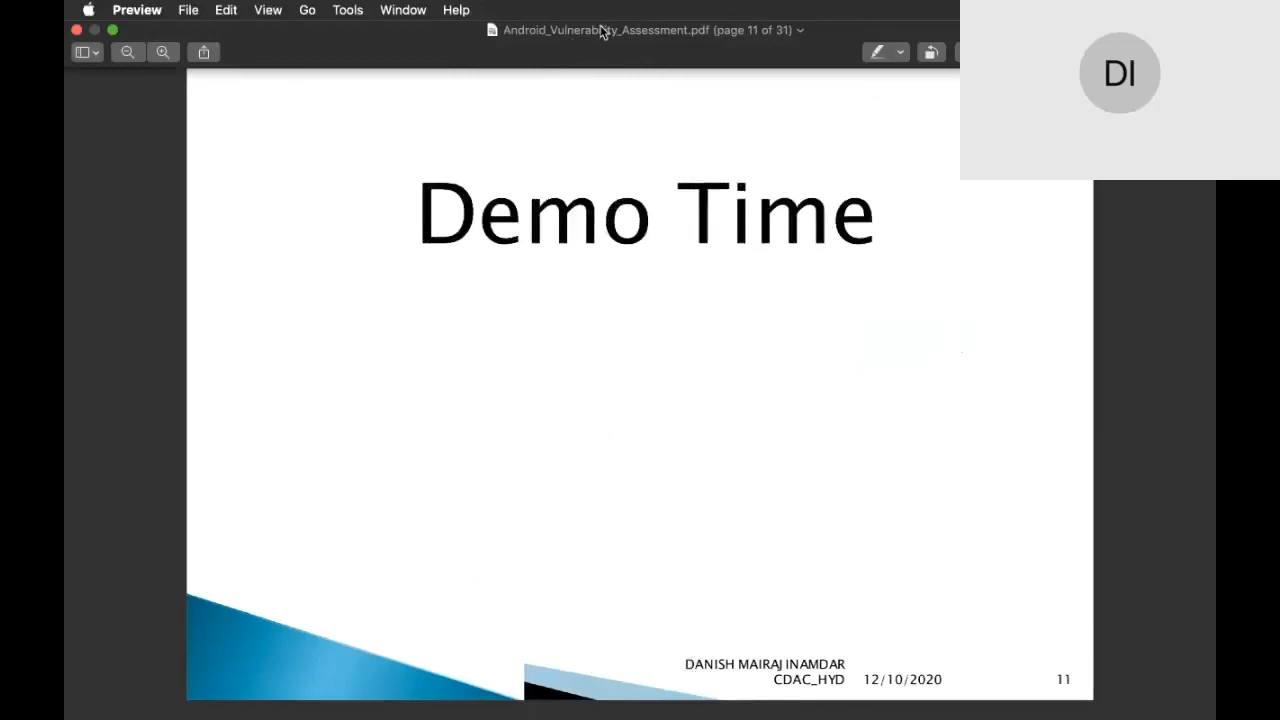 Preview File Edit View Go Tools Window Help
Android_Vulnerability_Assessment.pdf (page 11 of 31)
DI
Demo Time
DANISH MAIRAJ INAMDAR
CDAC_HYD 12/10/2020 11